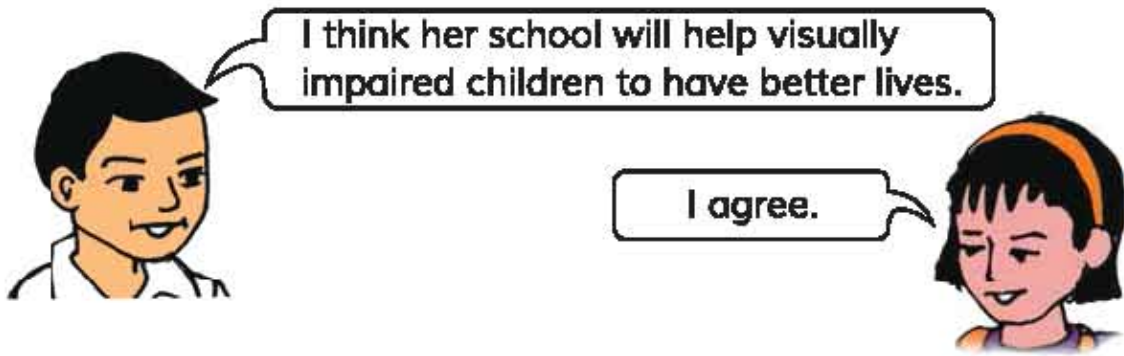 I think her school will help visually
impaired children to have better lives.
I agree.